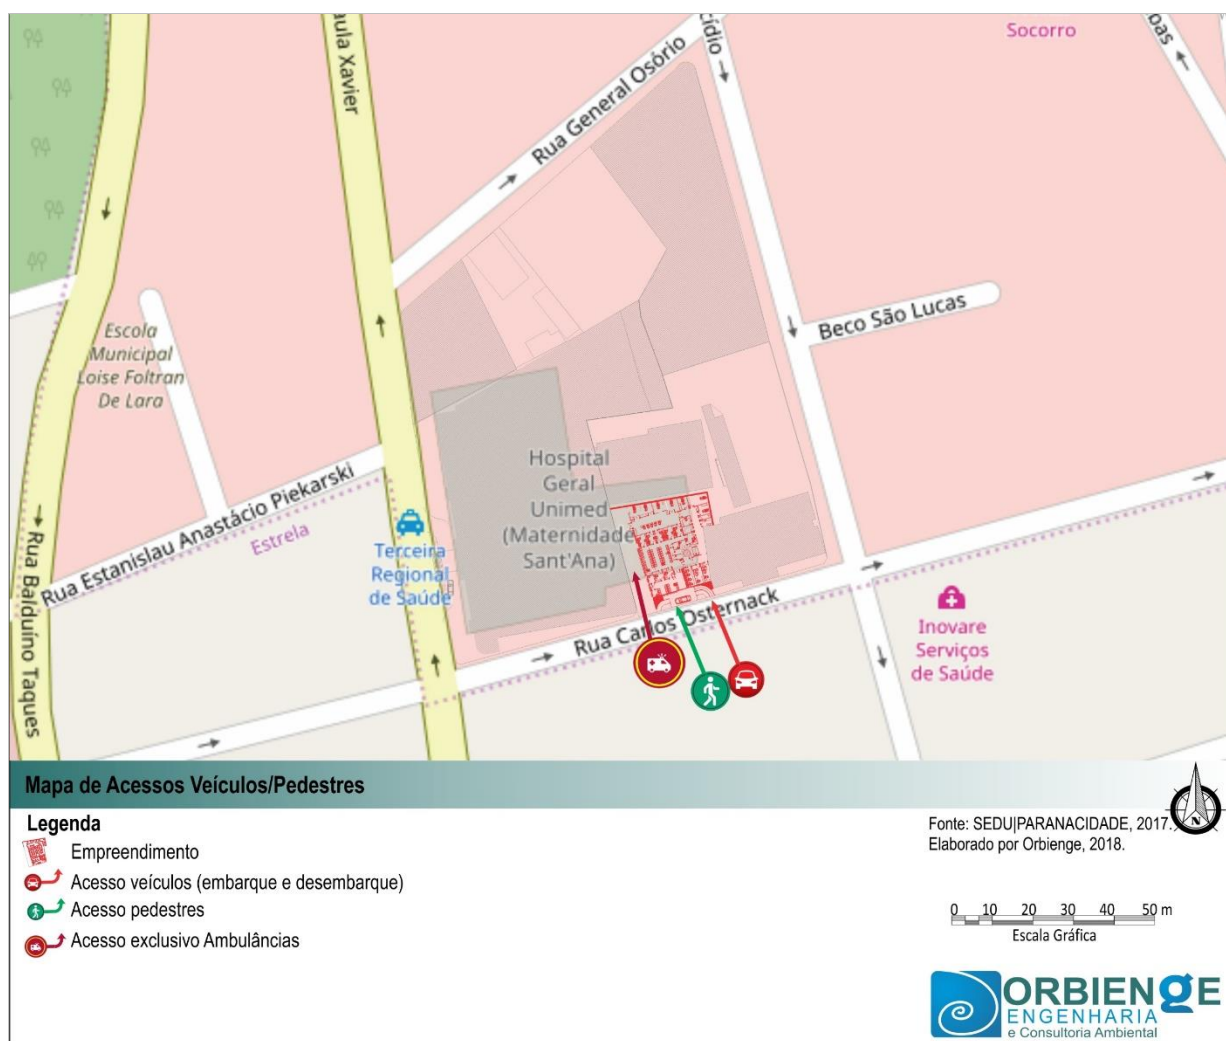 Socorro
oas
cídio
aula Xavier
Rua General Osório
Beco São Lucas
Escola
Municipal
Loise Foltran
De Lara
Hospital
Geral
Unimed
(Maternidade
Sant'Ana)
Rua Estanislau Anastácio Piekarski
Estrela
Terceira
Regional
de Saúde
Rua Balduíno Taques
Rua Carlos Osternack
Inovare
Serviços
de Saúde
Mapa de Acessos Veículos/Pedestres
Legenda
Empreendimento
Acesso veículos (embarque e desembarque)
Acesso pedestres
Acesso exclusivo Ambulâncias
N
Fonte: SEDU|PARANACIDADE, 2017.
Elaborado por Orbienge, 2018.
0 10 20 30 40 50 m
Escala Gráfica
ORBIENGE
ENGENHARIA
e Consultoria Ambiental